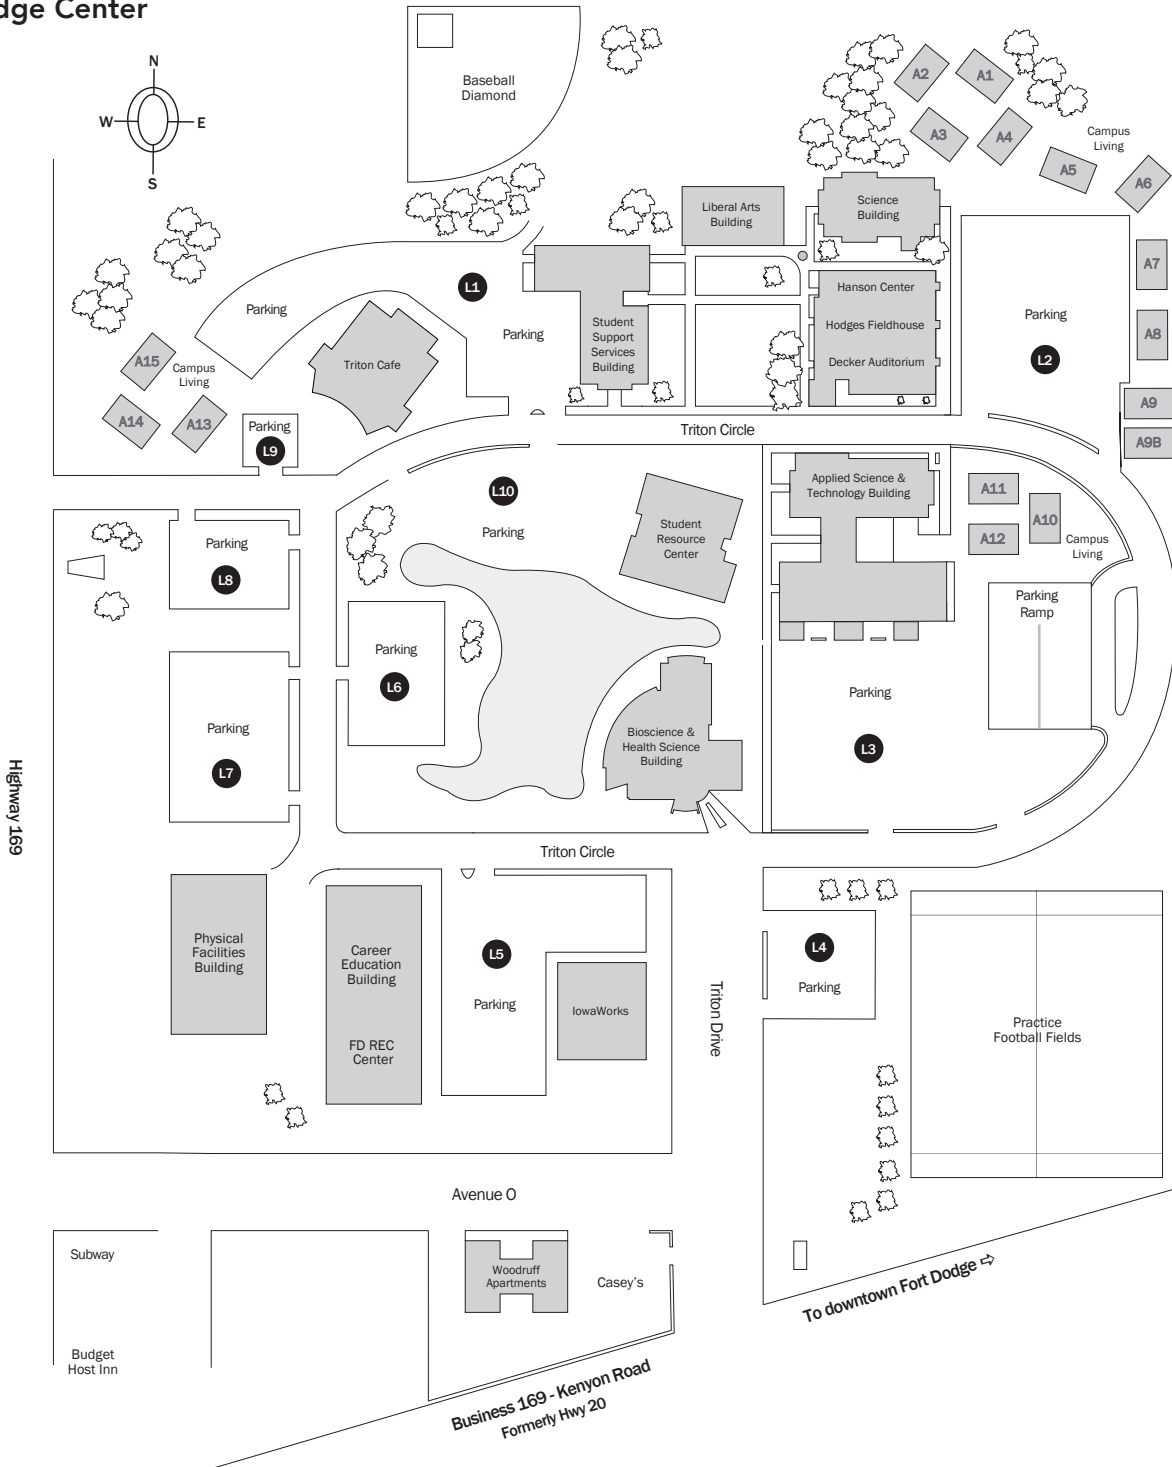 dge Center
N
W
E
S
Baseball
Diamond
A2
A1
A3
A4
Campus
Living
A5
A6
Liberal Arts
Building
Science
Building
A7
L1
Hanson Center
Parking
Parking
Student
Support
Services
Building
Hodges Fieldhouse
Parking
A8
Parking
L2
A15
Campus
Living
Triton Cafe
Decker Auditorium
A9
A14
A13
Parking
L9
Triton Circle
A9B
L10
Parking
Applied Science &
Technology Building
A11
A10
A12
Campus
Living
Student
Resource
Center
Parking
L8
Parking
Ramp
Parking
L6
Parking
L3
Parking
L7
Bioscience &
Health Science
Building
Highway 169
Triton Circle
Physical
Facilities
Building
Career
Education
Building
L5
Parking
L4
Parking
IowaWorks
FD REC
Center
Triton Drive
Practice
Football Fields
Avenue O
Subway
Woodruff
Apartments
Casey's
To downtown Fort Dodge ⇨
Budget
Host Inn
Business 169 - Kenyon Road
Formerly Hwy 20